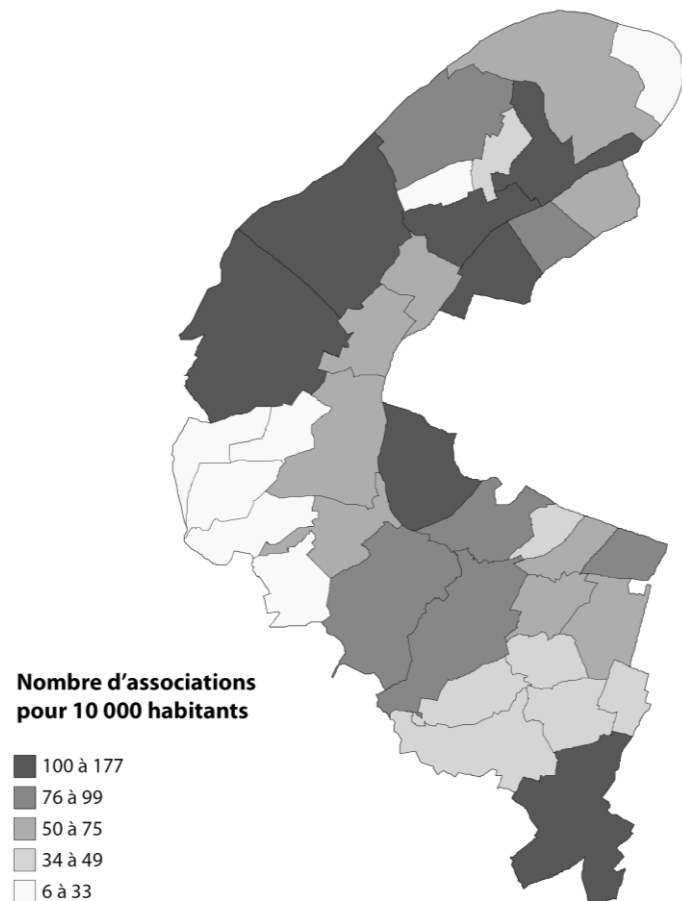 Nombre d’associations
pour 10 000 habitants
100 à 177
76 à 99
50 à 75
34 à 49
6 à 33